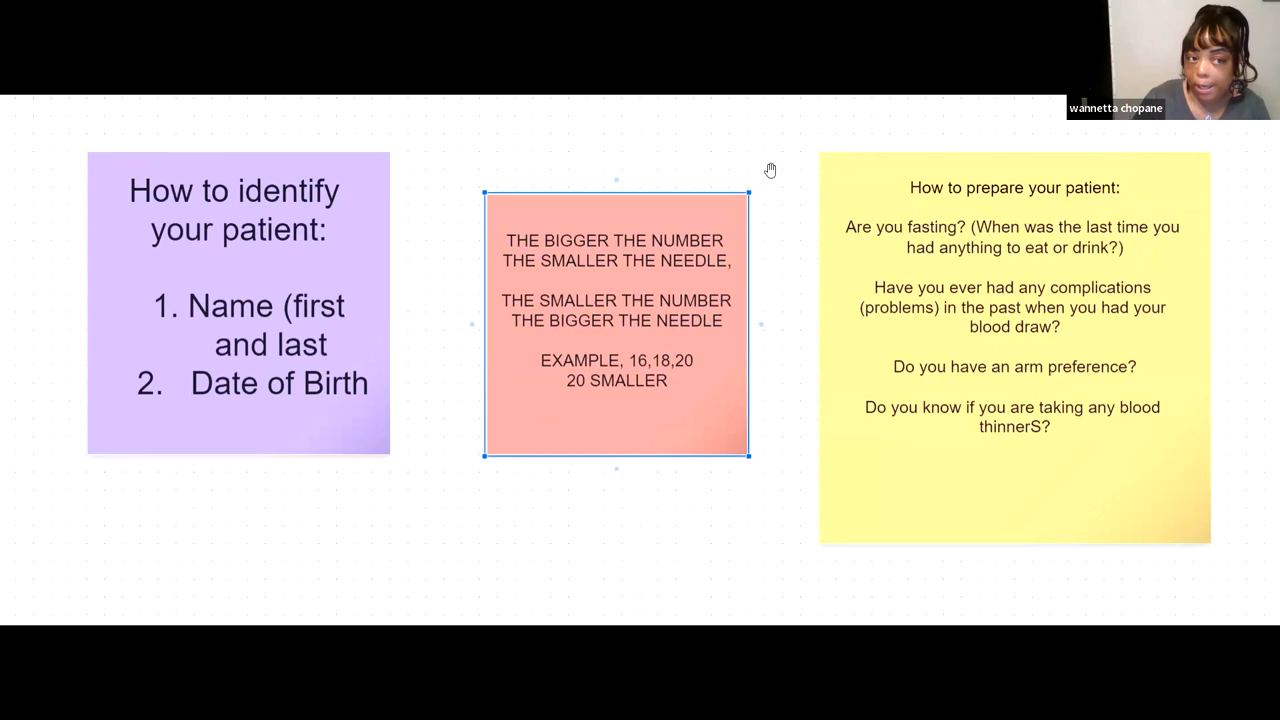 wannetta chopane
How to identify
your patient:
1. Name (first
and last
2. Date of Birth
THE BIGGER THE NUMBER
THE SMALLER THE NEEDLE,
THE SMALLER THE NUMBER
THE BIGGER THE NEEDLE
EXAMPLE, 16,18,20
20 SMALLER
How to prepare your patient:
Are you fasting? (When was the last time you
had anything to eat or drink?)
Have you ever had any complications
(problems) in the past when you had your
blood draw?
Do you have an arm preference?
Do you know if you are taking any blood
thinnerS?